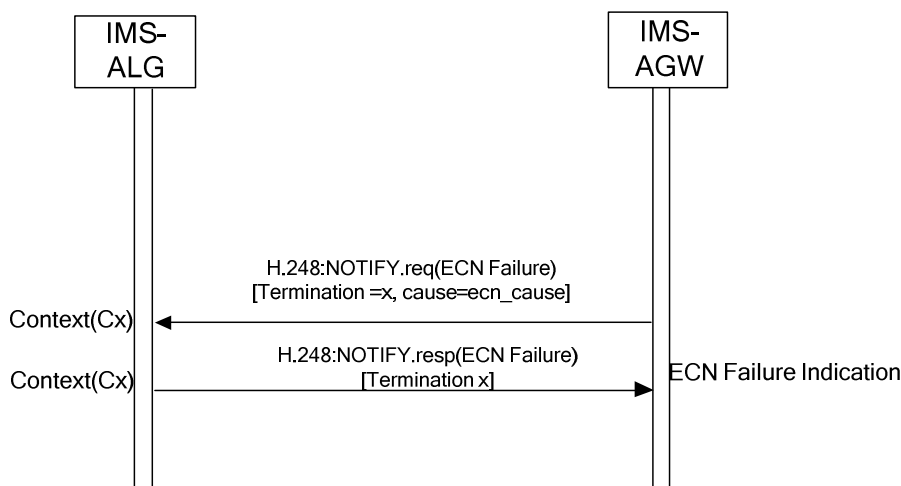 IMS-
ALG
IMS-
AGW
H.248:NOTIFY.req(ECN Failure)
[Termination =x, cause=ecn_cause]
Context(Cx)
H.248:NOTIFY.resp(ECN Failure)
[Termination x]
Context(Cx)
ECN Failure Indication